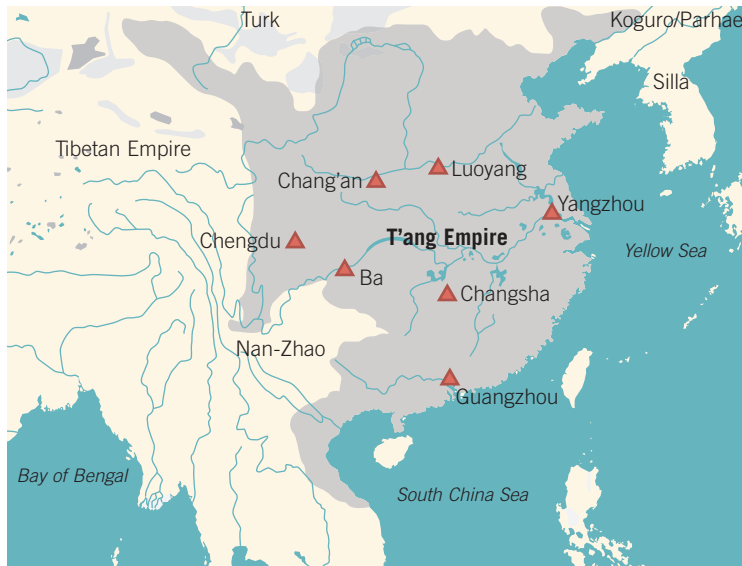 Turk
Koguro/Parhae
Silla
Tibetan Empire
Chang'an
Luoyang
Yangzhou
Chengdu
T'ang Empire
Yellow Sea
Ba
Changsha
Nan-Zhao
Guangzhou
Bay of Bengal
South China Sea